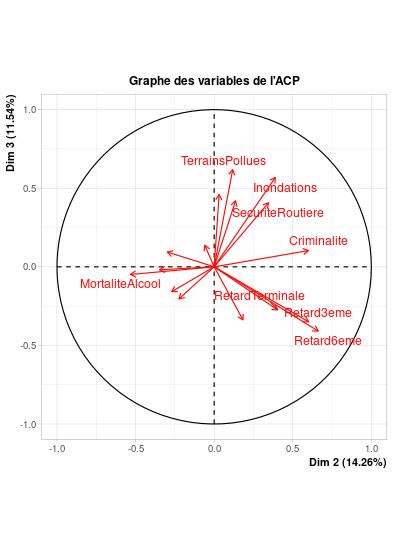 Graphe des variables de l'ACP
Dim 3 (11.54%)
1.0
TerrainsPollues
0.5
Inondations
SecuriteRoutiere
Criminalite
0.0
MortaliteAlcool
RetardTerminale
Retard3eme
Retard6eme
-0.5
-1.0
-1.0 -0.5 0.0 0.5 1.0
Dim 2 (14.26%)